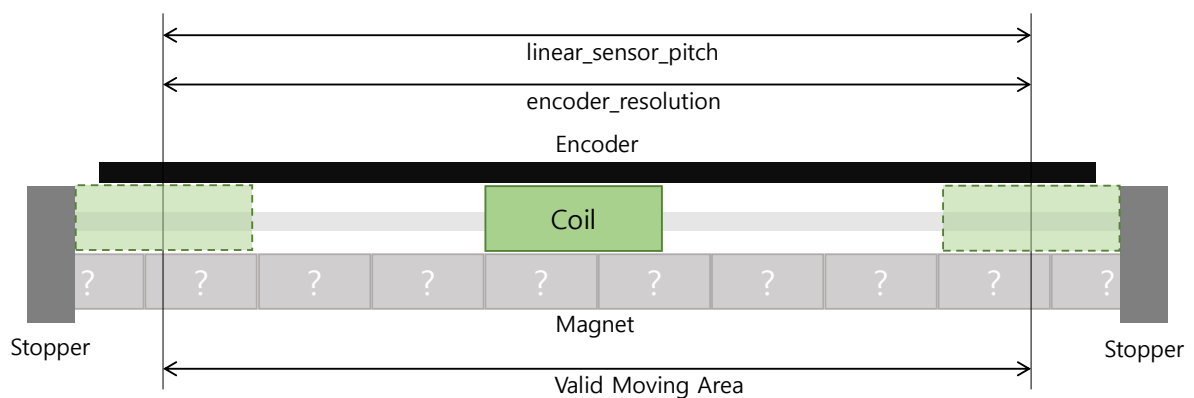 linear_sensor_pitch
encoder_resolution
Encoder
Coil
? ? ? ? ? ? ? ? ? ?
Magnet
Stopper
Stopper
Valid Moving Area